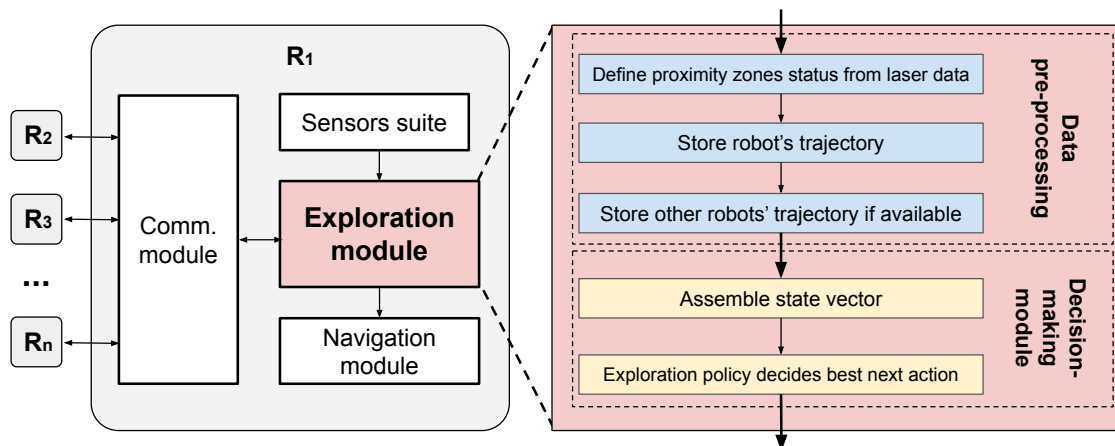 R1
R2
R3
...
Rn
Comm.
module
Sensors suite
Exploration
module
Navigation
module
Define proximity zones status from laser data
Store robot's trajectory
Store other robots' trajectory if available
Data
pre-processing
Assemble state vector
Exploration policy decides best next action
Decision-
making
module